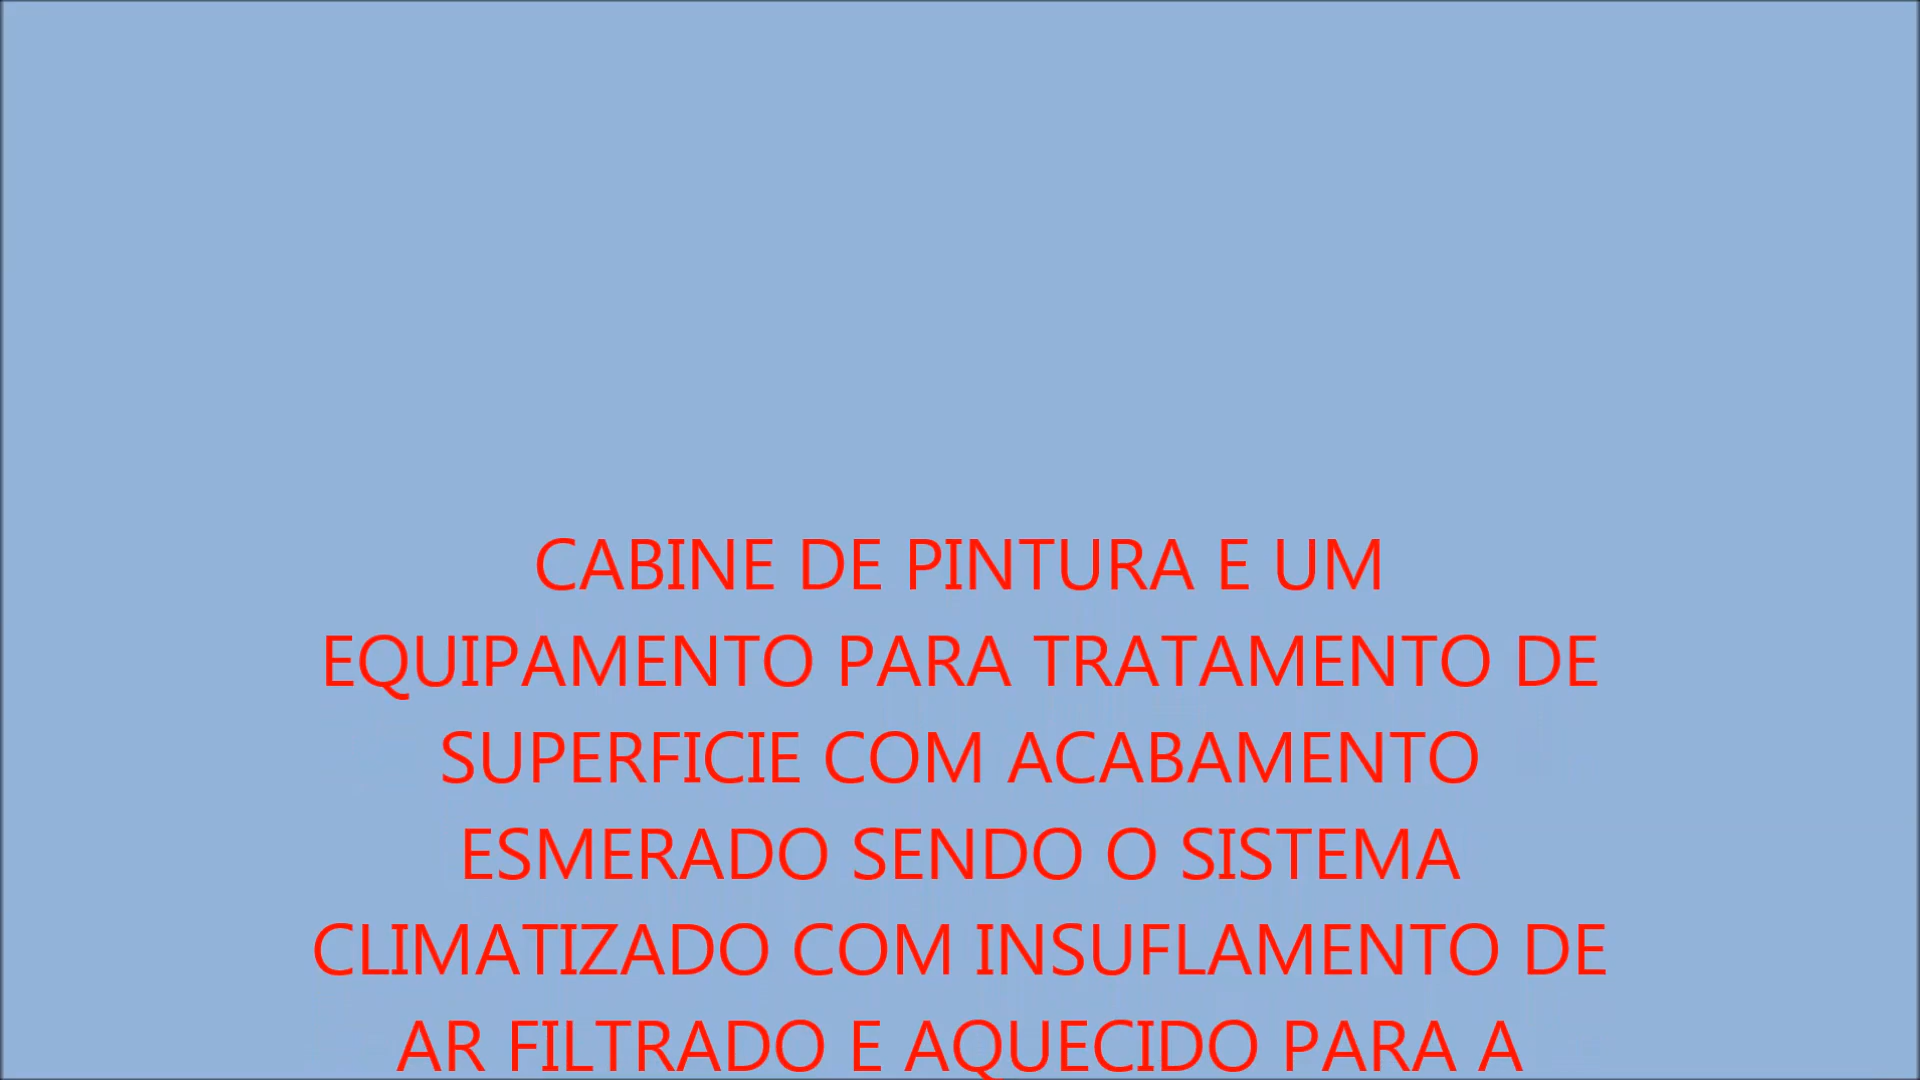 CABINE DE PINTURA E UM
EQUIPAMENTO PARA TRATAMENTO DE
SUPERFICIE COM ACABAMENTO
ESMERADO SENDO O SISTEMA
CLIMATIZADO COM INSUFLAMENTO DE
AR FILTRADO E AQUECIDO PARA A